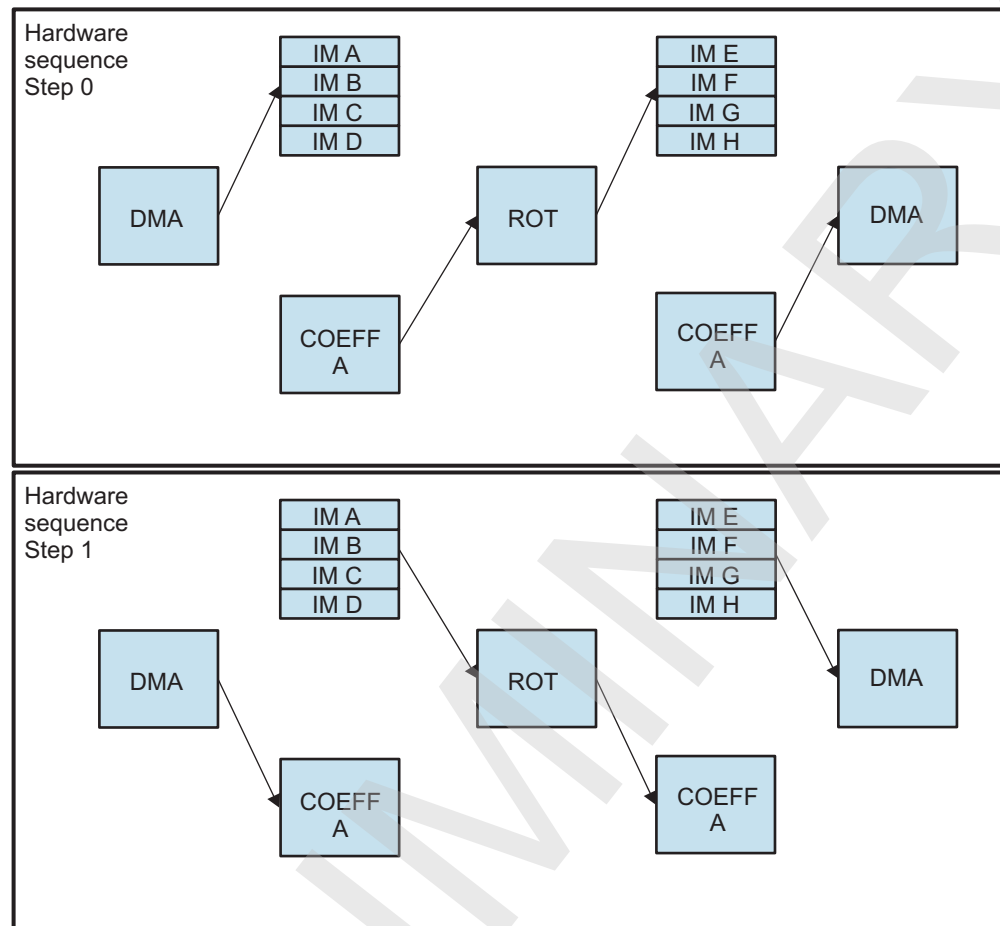 Hardware
sequence
Step 0
IM A
IM B
IM C
IM D
IM E
IM F
IM G
IM H
DMA
ROT
DMA
COEFF
A
COEFF
A
Hardware
sequence
Step 1
IM A
IM B
IM C
IM D
IM E
IM F
IM G
IM H
DMA
ROT
DMA
COEFF
A
COEFF
A